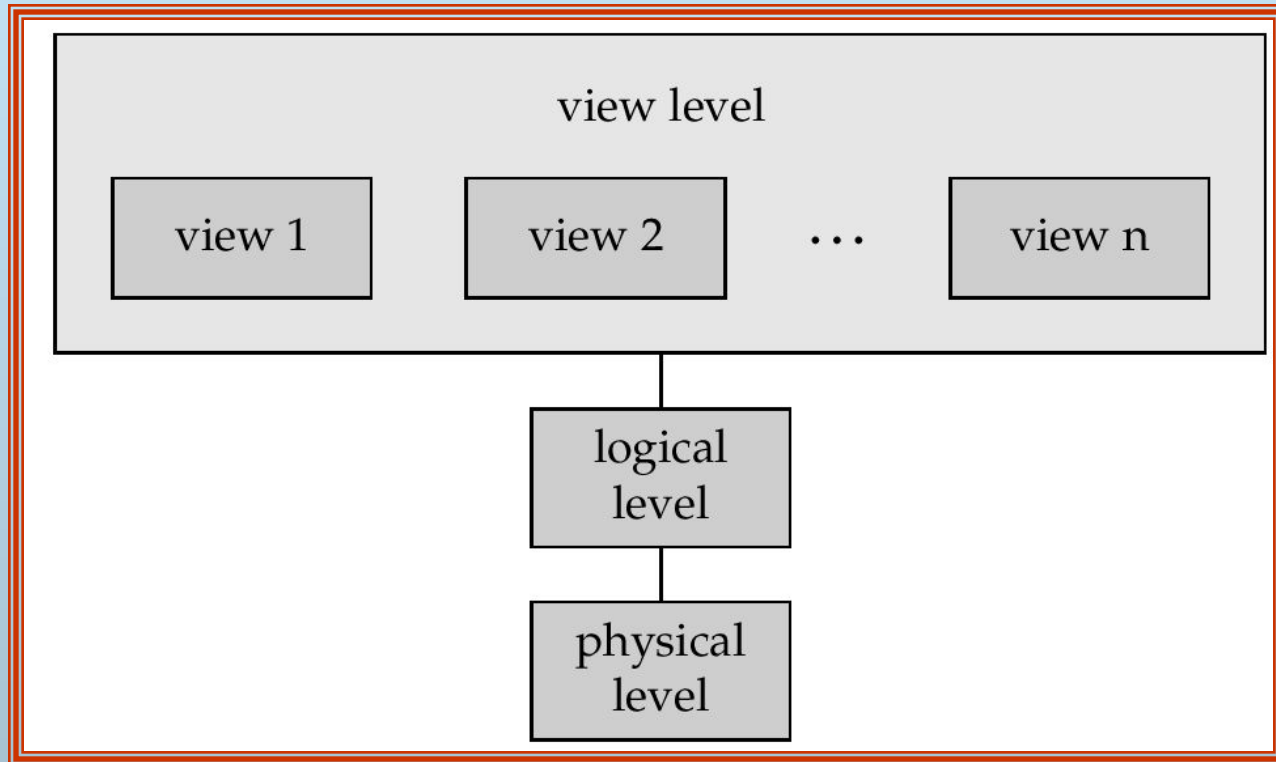 view level
view 1 view 2 ... view n
logical
level
physical
level